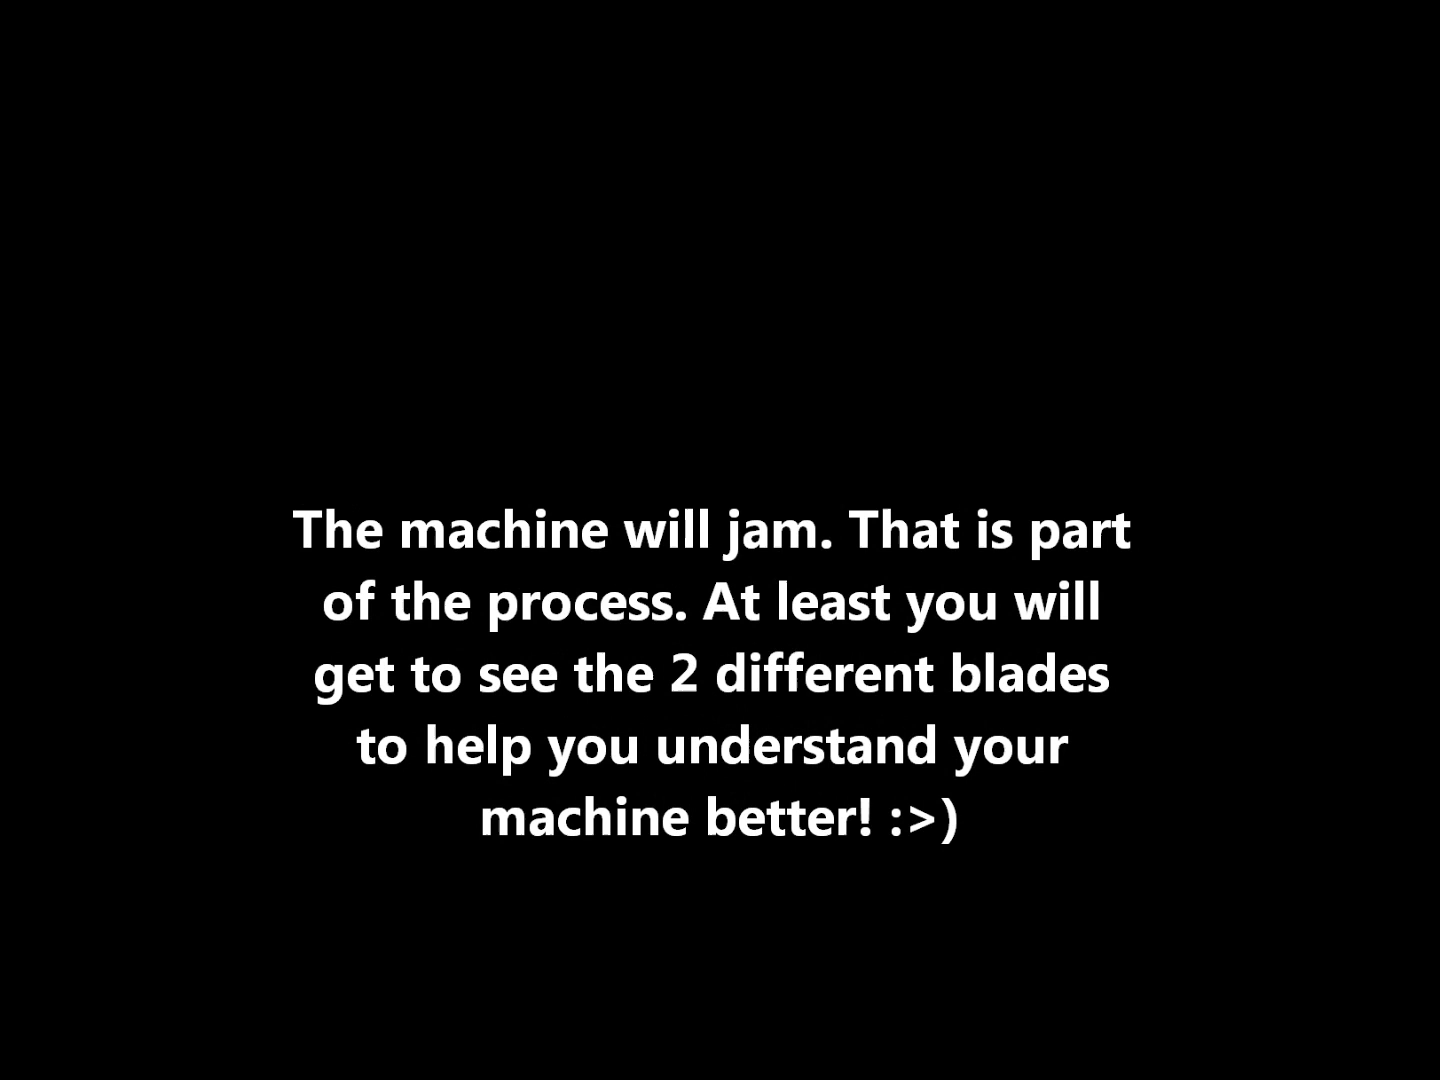 The machine will jam. That is part
of the process. At least you will
get to see the 2 different blades
to help you understand your
machine better! :>)